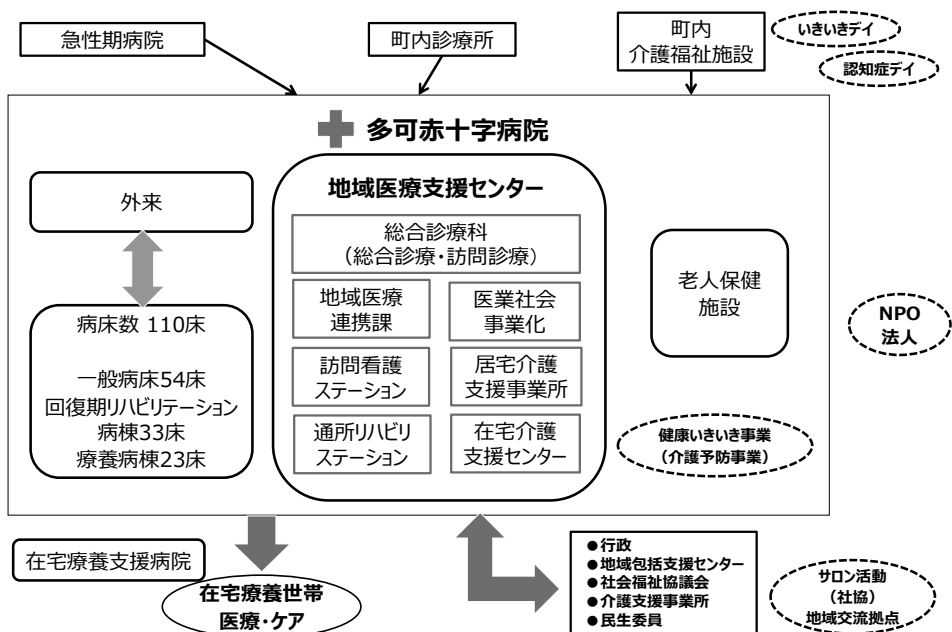 急性期病院
町内診療所
町内
介護福祉施設
いきいきデイ
認知症デイ
多可赤十字病院
外来
病床数 110床
一般病床54床
回復期リハビリテーション
病棟33床
療養病棟23床
地域医療支援センター
総合診療科
（総合診療・訪問診療）
地域医療
連携課
医業社会
事業化
訪問看護
ステーション
居宅介護
支援事業所
通所リハビリ
ステーション
在宅介護
支援センター
老人保健
施設
NPO
法人
健康いきいき事業
（介護予防事業）
在宅療養支援病院
在宅療養世帯
医療・ケア
●行政
●地域包括支援センター
●社会福祉協議会
●介護支援事業所
●民生委員
サロン活動
（社協）
地域交流拠点